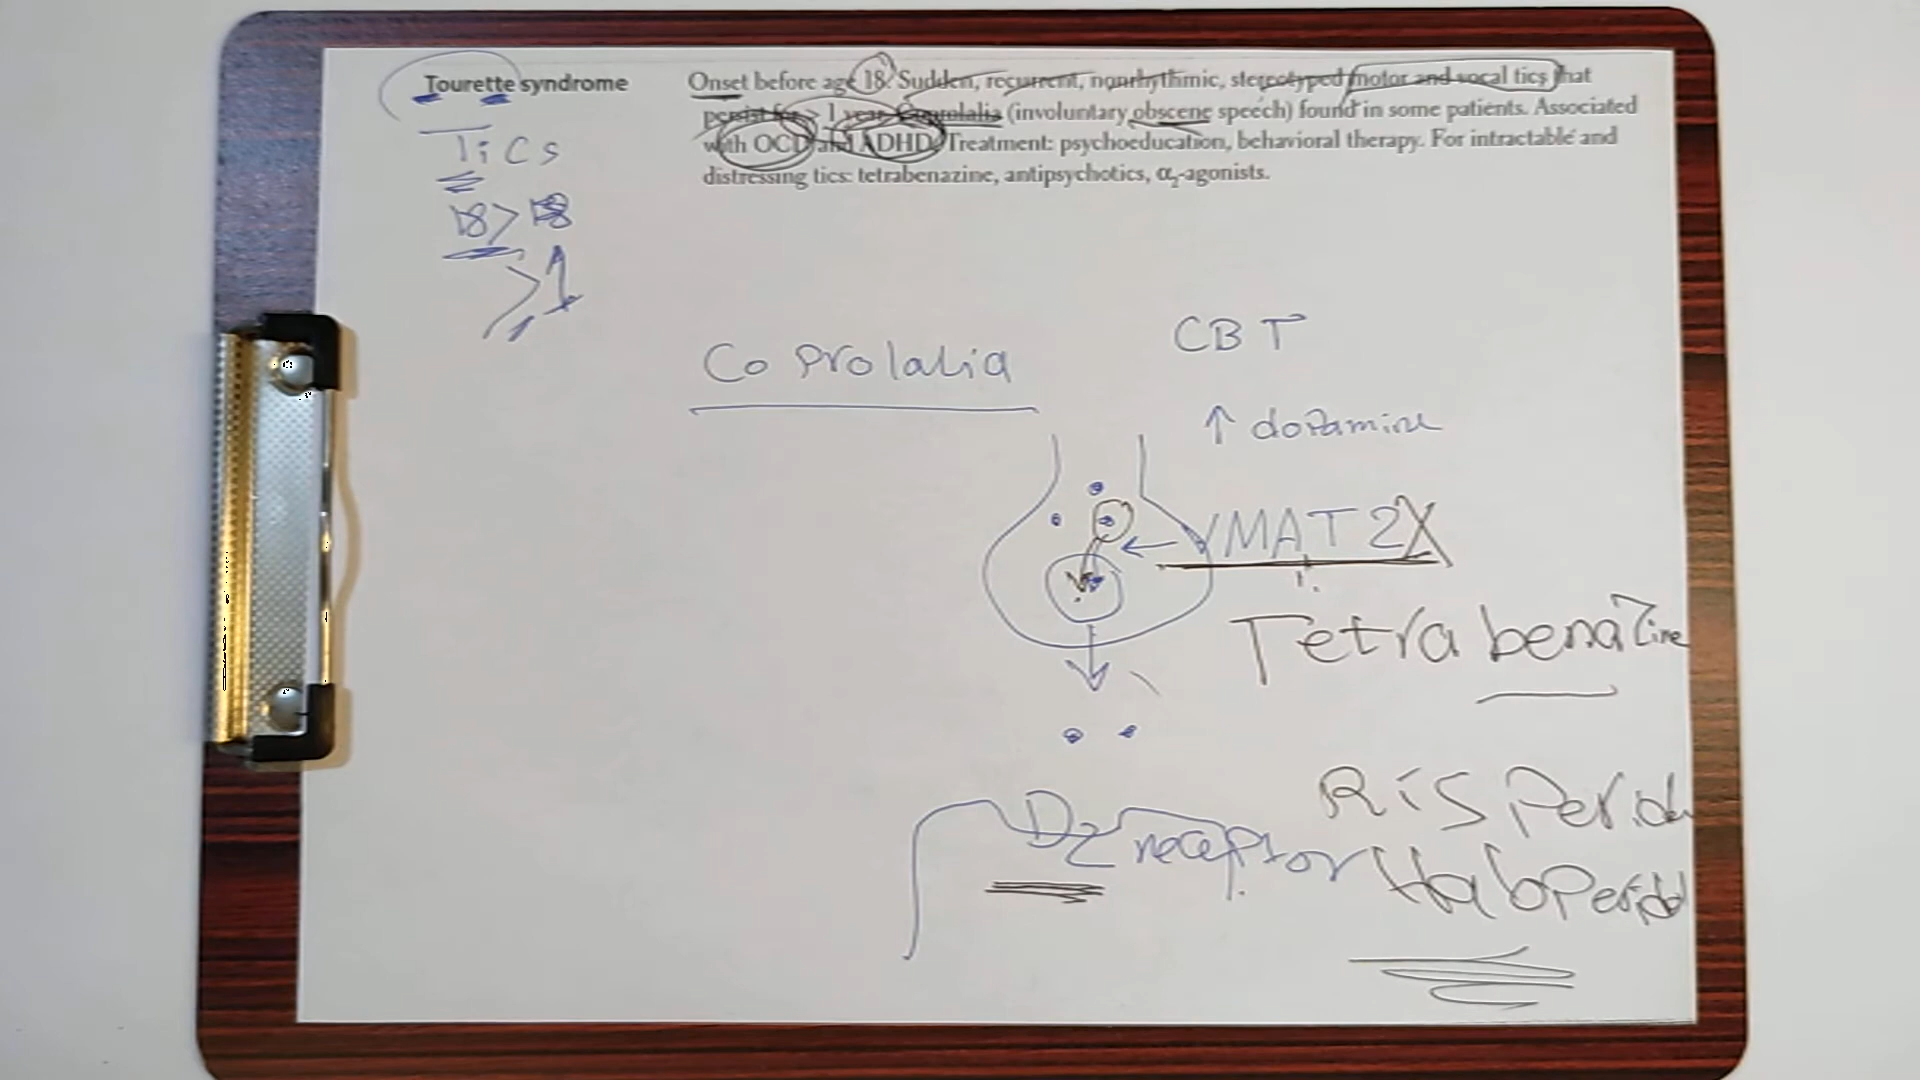 Tourette syndrome
Onset before age 18. Sudden, recurrent, nonrhythmic, stereotyped motor and vocal tics that
persist for > 1 year. Coprolalia (involuntary obscene speech) found in some patients. Associated
with OCD and ADHD. Treatment: psychoeducation, behavioral therapy. For intractable and
distressing tics: tetrabenazine, antipsychotics, α2-agonists.
Tics
18>
>1
Coprolalia
CBT
↑ dopamine
VMAT2X
Tetrabenazine
D2 receptor
Risperid
Haloperidol